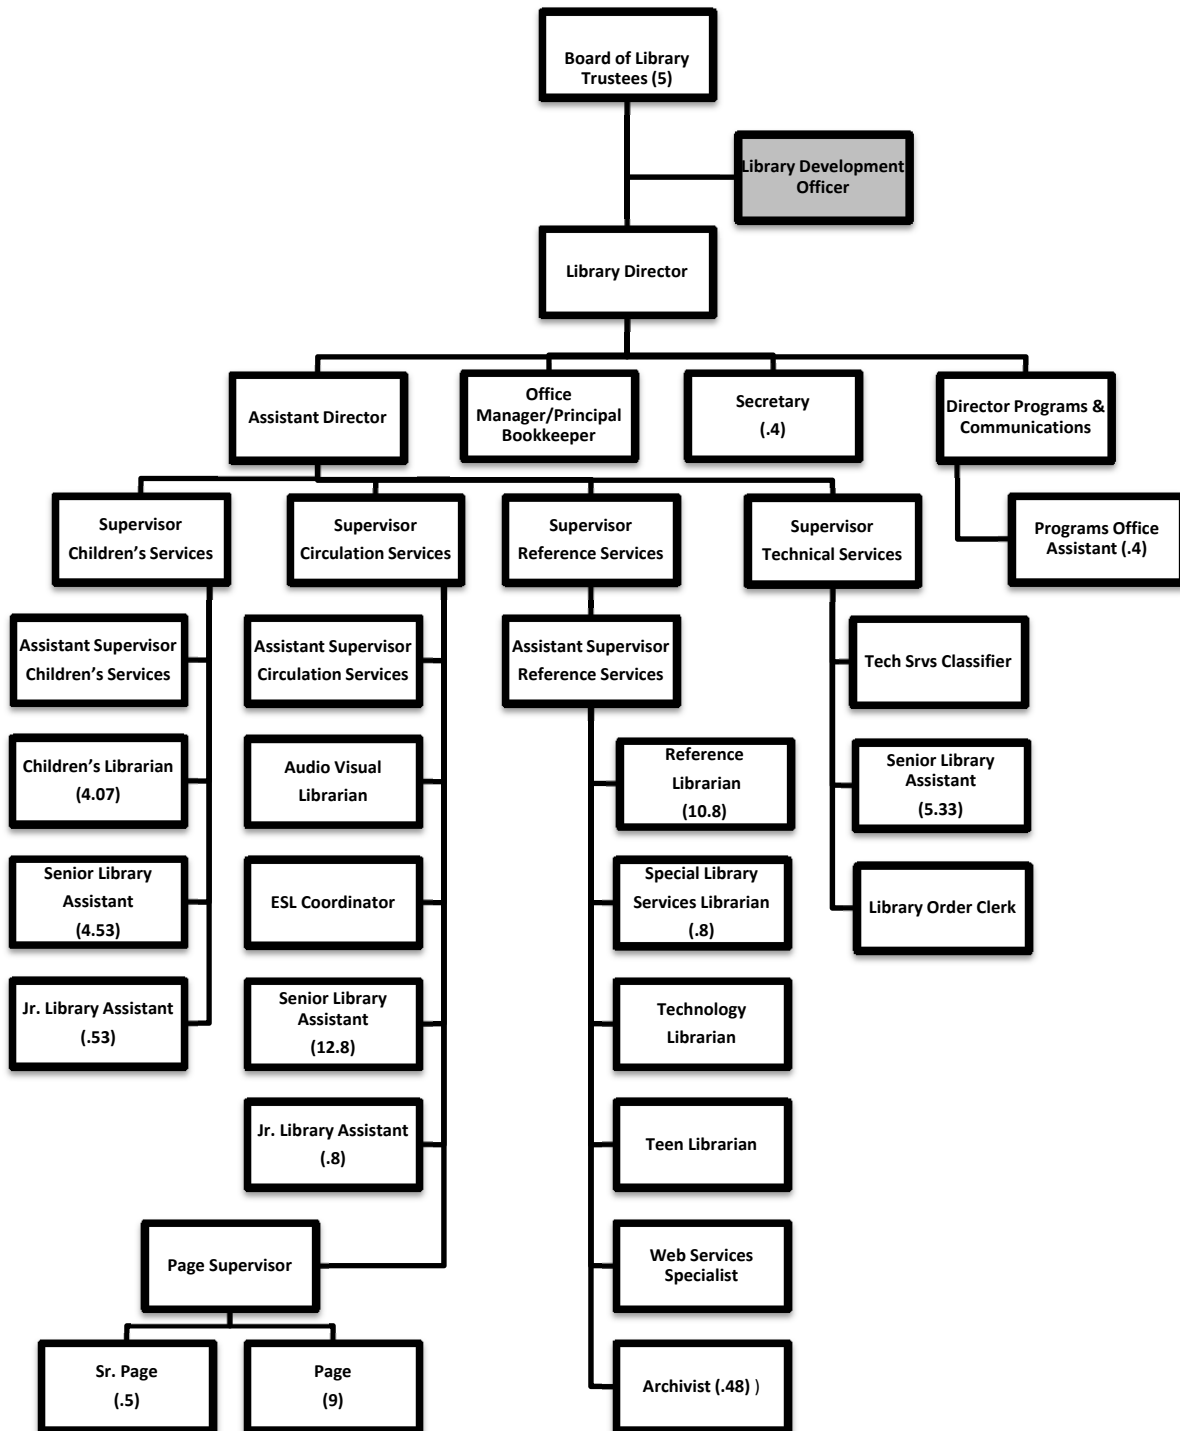 Board of Library
Trustees (5)
Library Development
Officer
Library Director
Assistant Director
Office
Manager/Principal
Bookkeeper
Secretary
(.4)
Director Programs &
Communications
Supervisor
Children’s Services
Supervisor
Circulation Services
Supervisor
Reference Services
Supervisor
Technical Services
Programs Office
Assistant (.4)
Assistant Supervisor
Children’s Services
Assistant Supervisor
Circulation Services
Assistant Supervisor
Reference Services
Tech Srvs Classifier
Children’s Librarian
(4.07)
Audio Visual
Librarian
Reference
Librarian
(10.8)
Senior Library
Assistant
(5.33)
Senior Library
Assistant
(4.53)
ESL Coordinator
Special Library
Services Librarian
(.8)
Library Order Clerk
Jr. Library Assistant
(.53)
Senior Library
Assistant
(12.8)
Technology
Librarian
Jr. Library Assistant
(.8)
Teen Librarian
Page Supervisor
Web Services
Specialist
Sr. Page
(.5)
Page
(9)
Archivist (.48) )